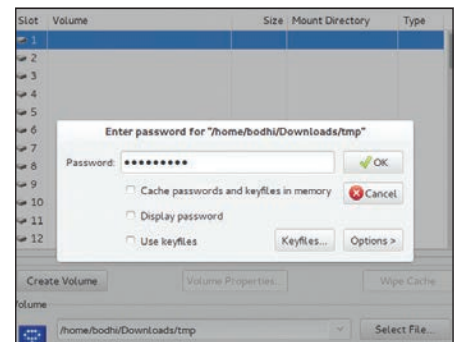 Slot Volume Size Mount Directory Type
1
2
3
4
5
6
7
8
9
10
11
12
Enter password for "/home/bodhi/Downloads/tmp"
Password: ●●●●●●●●● OK
Cache passwords and keyfiles in memory Cancel
Display password
Use keyfiles Keyfiles... Options >
Create Volume Volume Properties... Wipe Cache
Volume
/home/bodhi/Downloads/tmp Select File...